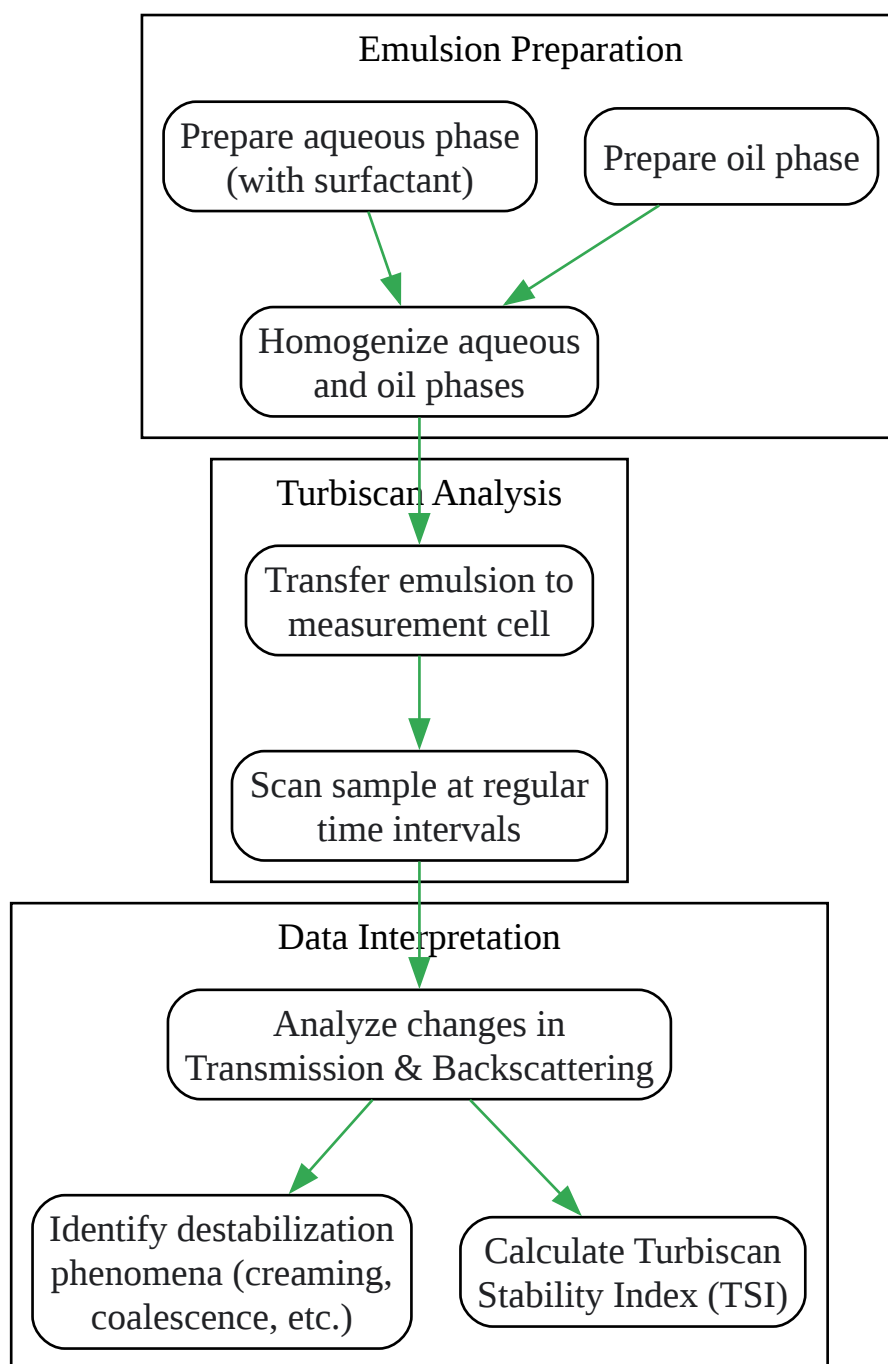 Emulsion Preparation
Prepare aqueous phase
(with surfactant)
Prepare oil phase
Homogenize aqueous
and oil phases
Turbiscan Analysis
Transfer emulsion to
measurement cell
Scan sample at regular
time intervals
Data Interpretation
Analyze changes in
Transmission & Backscattering
Identify destabilization
phenomena (creaming,
coalescence, etc.)
Calculate Turbiscan
Stability Index (TSI)